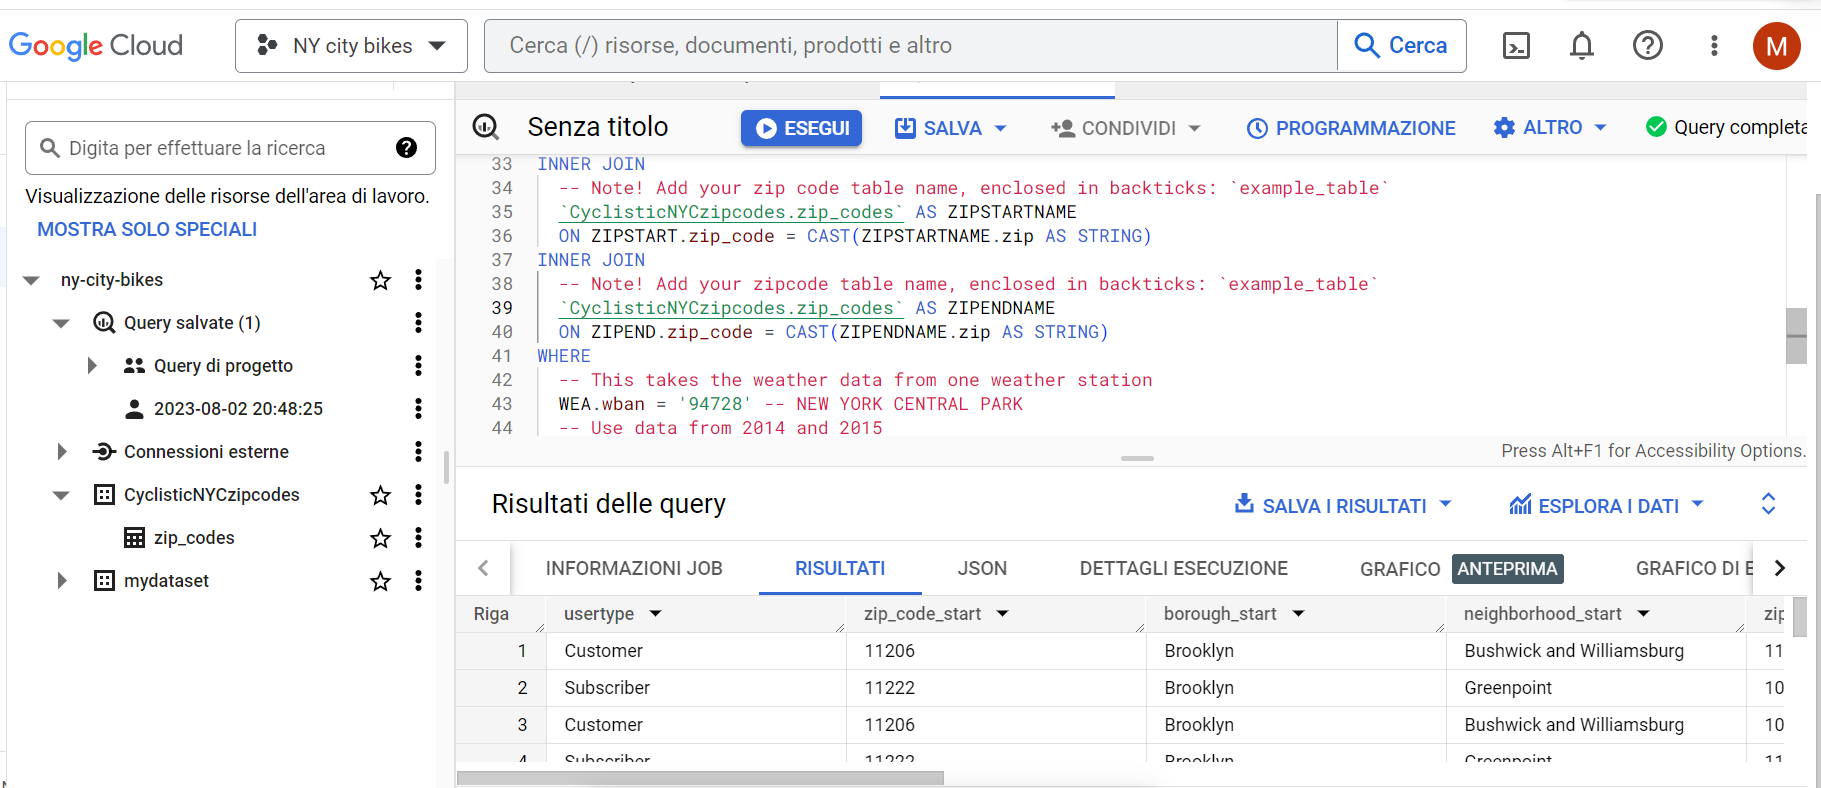 Google Cloud
NY city bikes
Cerca (/) risorse, documenti, prodotti e altro
Cerca
M
Digita per effettuare la ricerca
Visualizzazione delle risorse dell'area di lavoro.
MOSTRA SOLO SPECIALI
ny-city-bikes
Query salvate (1)
Query di progetto
2023-08-02 20:48:25
Connessioni esterne
CyclisticNYCzipcodes
zip_codes
mydataset
Senza titolo
ESEGUI
SALVA
CONDIVIDI
PROGRAMMAZIONE
ALTRO
Query completa
33 INNER JOIN
34 -- Note! Add your zip code table name, enclosed in backticks: `example_table`
35 `CyclisticNYCzipcodes.zip_codes` AS ZIPSTARTNAME
36 ON ZIPSTART.zip_code = CAST(ZIPSTARTNAME.zip AS STRING)
37 INNER JOIN
38 -- Note! Add your zipcode table name, enclosed in backticks: `example_table`
39 `CyclisticNYCzipcodes.zip_codes` AS ZIPENDNAME
40 ON ZIPEND.zip_code = CAST(ZIPENDNAME.zip AS STRING)
41 WHERE
42 -- This takes the weather data from one weather station
43 WEA.wban = '94728' -- NEW YORK CENTRAL PARK
44 -- Use data from 2014 and 2015
Press Alt+F1 for Accessibility Options.
Risultati delle query
SALVA I RISULTATI
ESPLORA I DATI
INFORMAZIONI JOB RISULTATI JSON DETTAGLI ESECUZIONE GRAFICO ANTEPRIMA GRAFICO DI E
Riga usertype zip_code_start borough_start neighborhood_start zip
1 Customer 11206 Brooklyn Bushwick and Williamsburg 11
2 Subscriber 11222 Brooklyn Greenpoint 10
3 Customer 11206 Brooklyn Bushwick and Williamsburg 10
4 Subscriber 11222 Brooklyn Greenpoint 11